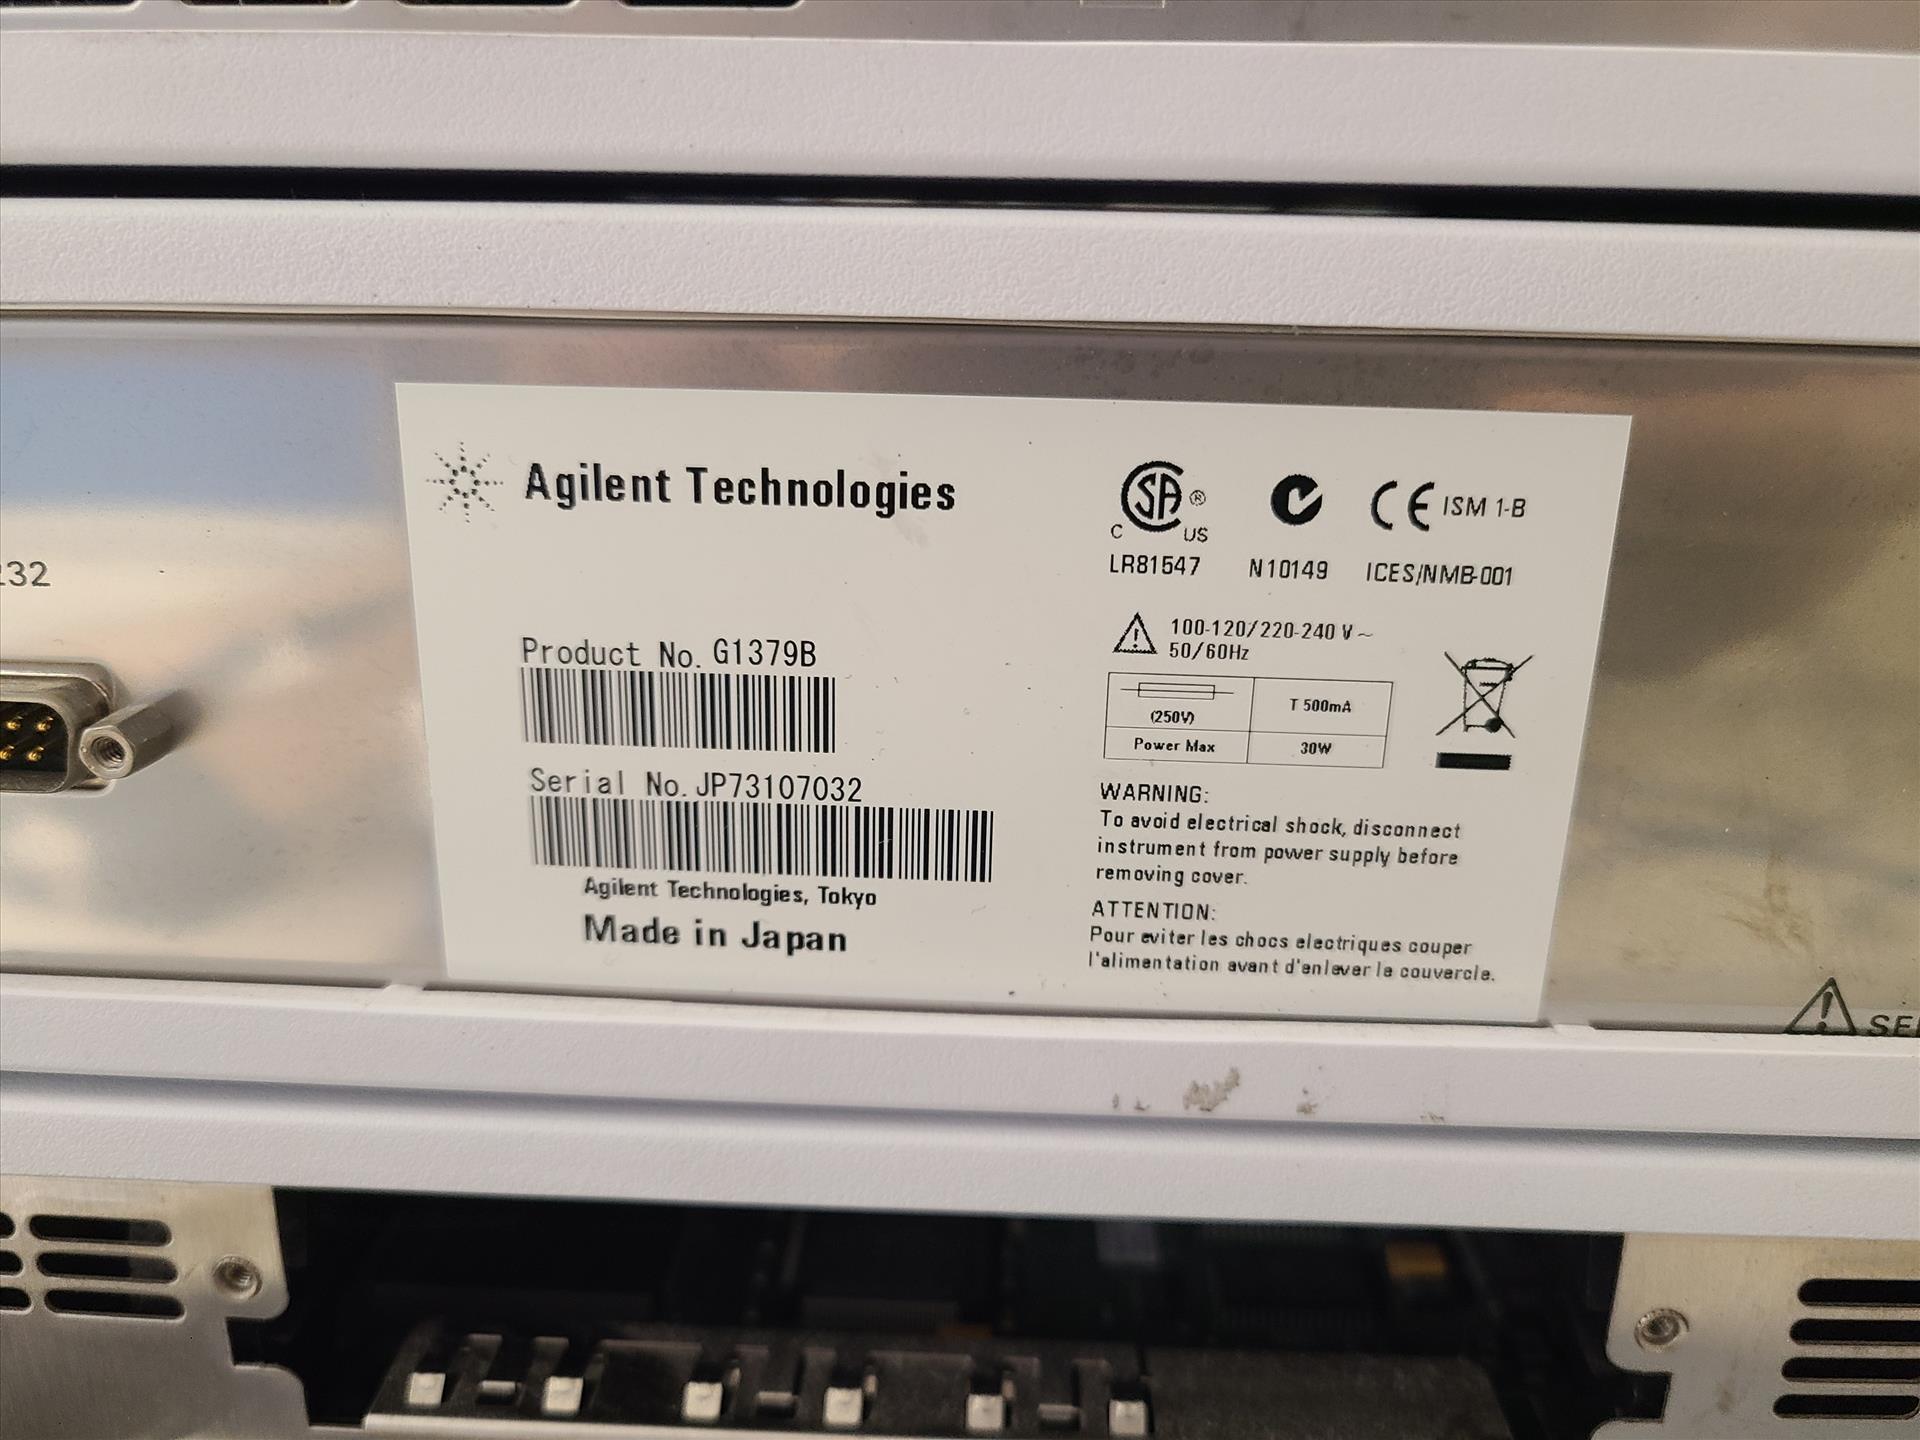 232
Agilent Technologies
SA ®
C US
LR81547
N10149
CE ISM 1-B
ICES/NMB-001
Product No. G1379B
Serial No. JP73107032
Agilent Technologies, Tokyo
Made in Japan
100-120/220-240 V ~
50/60Hz
(250V)
T 500mA
Power Max
30W
WARNING:
To avoid electrical shock, disconnect
instrument from power supply before
removing cover.
ATTENTION:
Pour eviter les chocs electriques couper
l'alimentation avant d'enlever le couvercle.